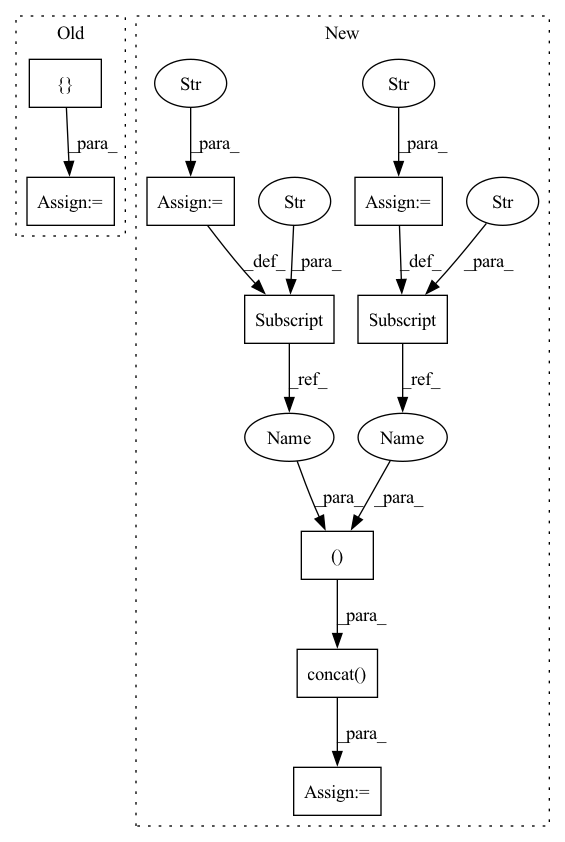 Old
New
{}
Str
Str
_para_
_para_
_para_
Assign:=
Assign:=
Str
Assign:=
Str
_def_
_para_
_def_
_para_
Subscript
Subscript
_ref_
_ref_
Name
Name
_para_
_para_
()
_para_
concat()
_para_
Assign:=